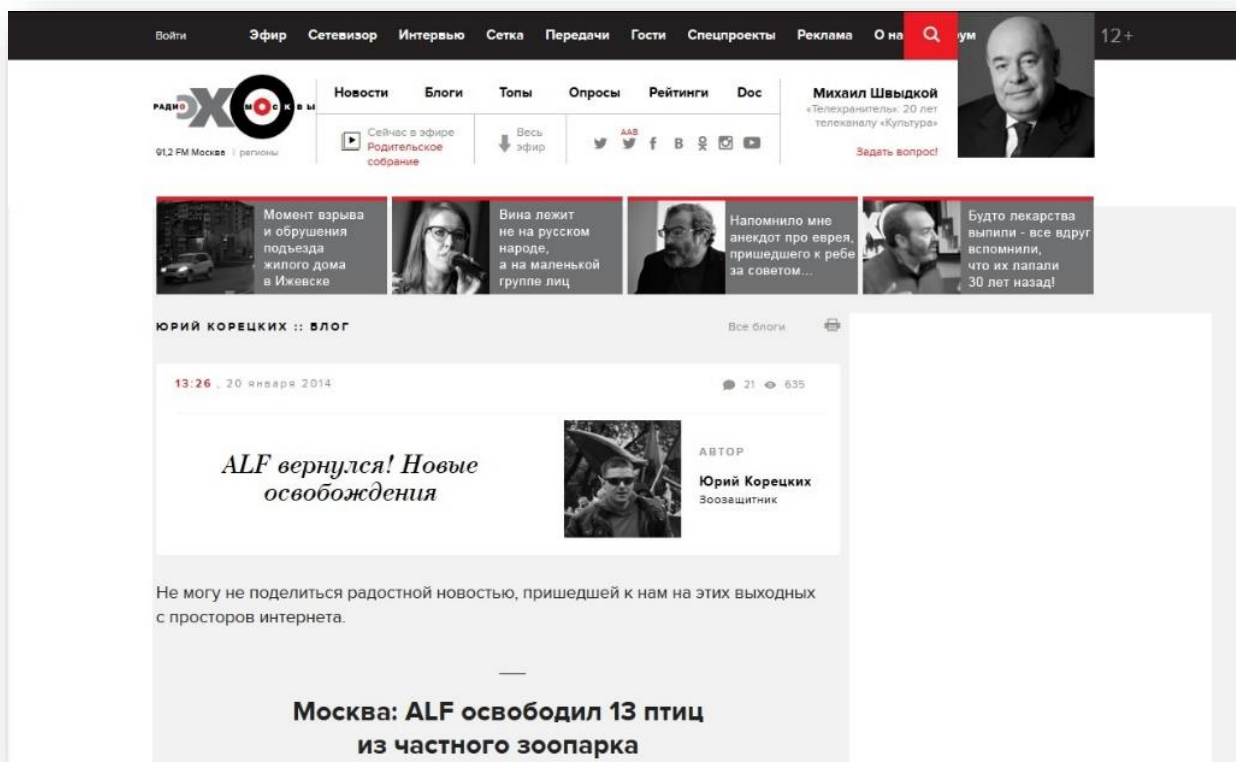 Войти
Эфир Сетевизор Интервью Сетка Передачи Гости Спецпроекты Реклама О на ум 12+
РАДИО ЭХО МОСКВЫ
91,2 FM Москва / регионы
Новости Блоги Топы Опросы Рейтинги Doc
Сейчас в эфире
Родительское
собрание
Весь
эфир
ААВ
Михаил Швыдкой
«Телехранитель»: 20 лет
телеканалу «Культура»
Задать вопрос!
Момент взрыва
и обрушения
подъезда
жилого дома
в Ижевске
Вина лежит
не на русском
народе,
а на маленькой
группе лиц
Напомнило мне
анекдот про еврея,
пришедшего к ребе
за советом...
Будто лекарства
выпили - все вдруг
вспомнили,
что их лапали
30 лет назад!
ЮРИЙ КОРЕЦКИХ :: БЛОГ
Все блоги
13:26 , 20 января 2014
21 635
ALF вернулся! Новые
освобождения
АВТОР
Юрий Корецких
Зоозащитник
Не могу не поделиться радостной новостью, пришедшей к нам на этих выходных
с просторов интернета.
Москва: ALF освободил 13 птиц
из частного зоопарка